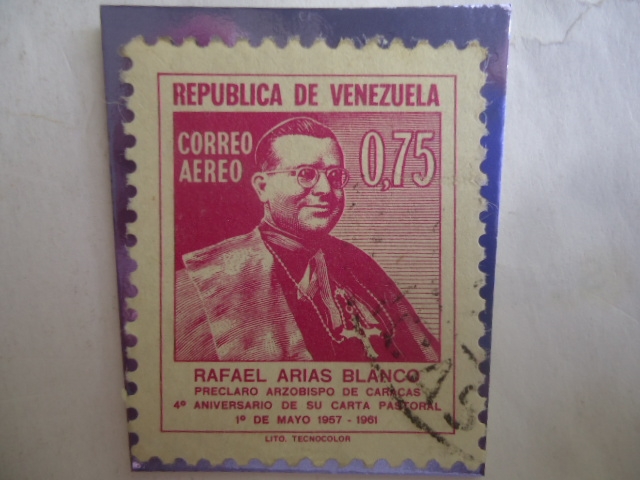 REPUBLICA DE VENEZUELA
CORREO
AEREO
0,75
RAFAEL ARIAS BLANCO
PRECLARO ARZOBISPO DE CARACAS
4º ANIVERSARIO DE SU CARTA PASTORAL
1º DE MAYO 1957 - 1961
LITO. TECNOCOLOR